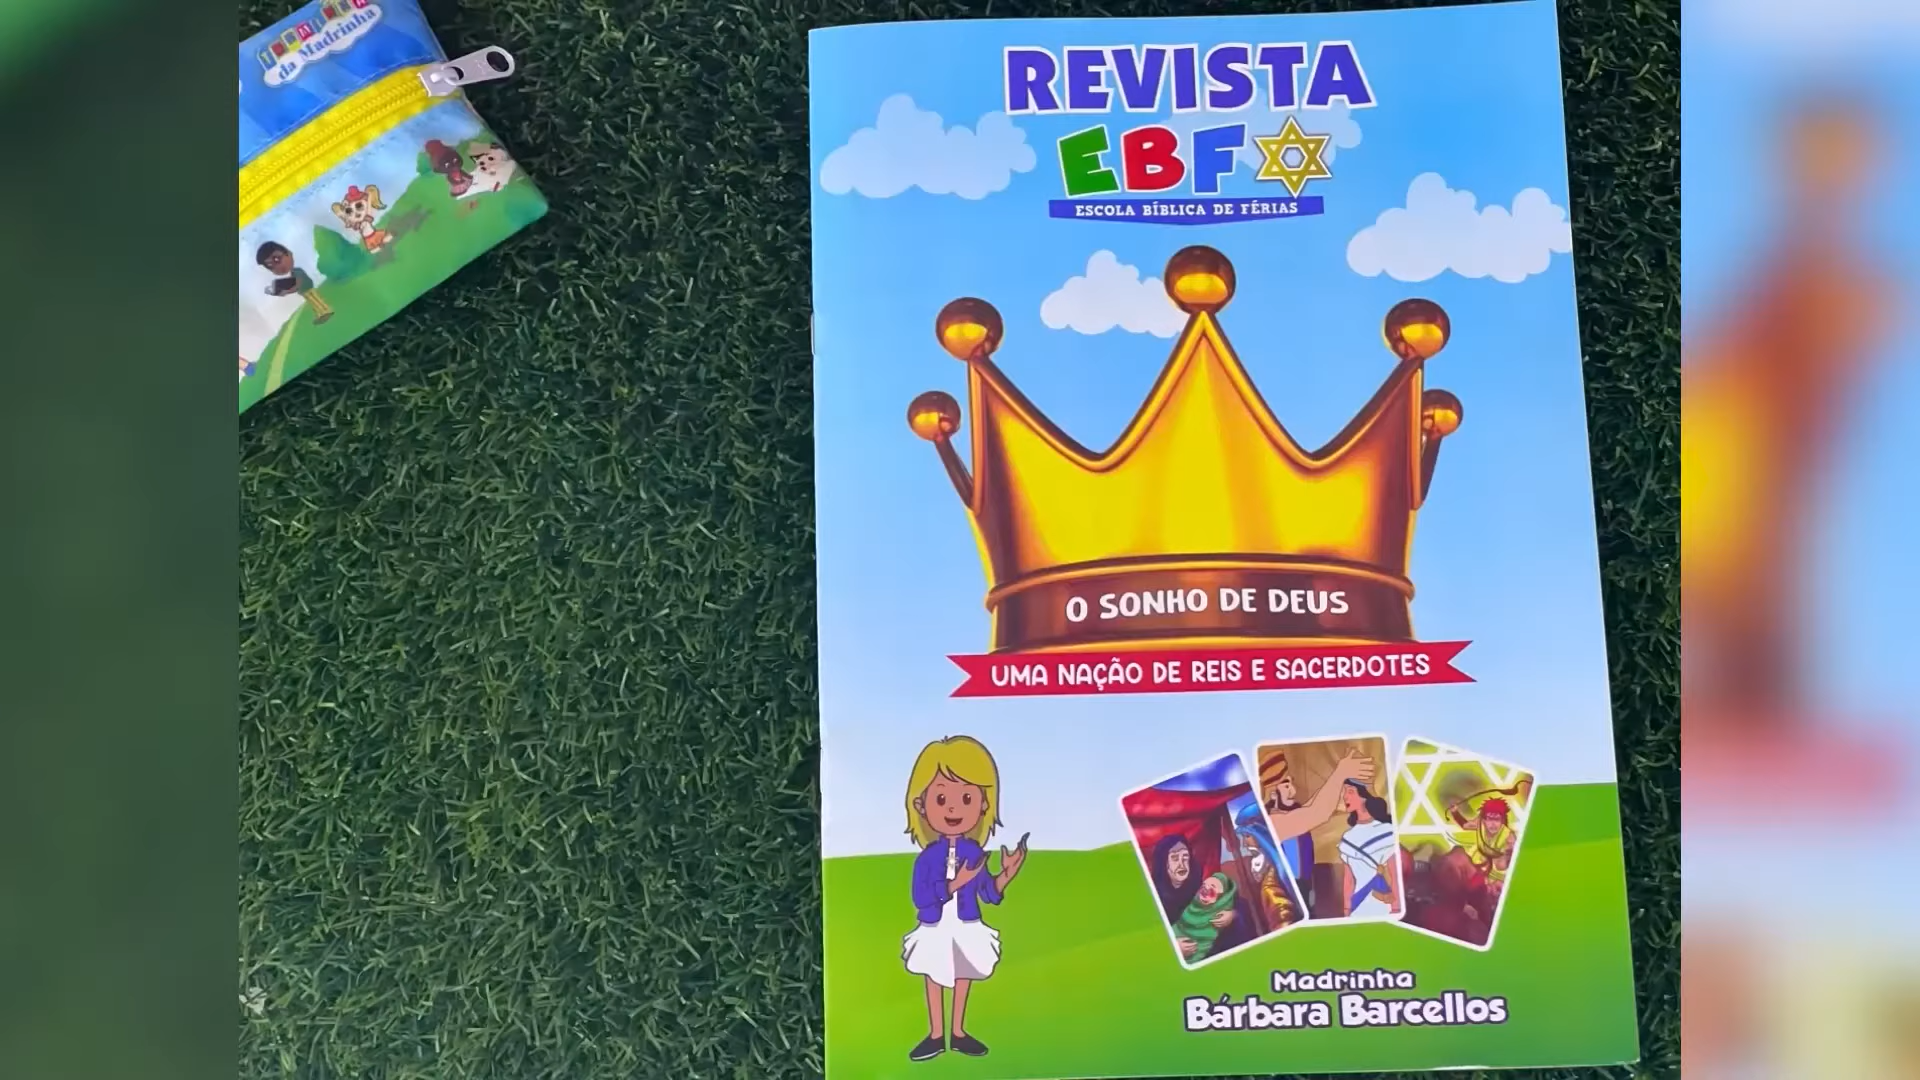 TURMINHA
da Madrinha
REVISTA
EBF
ESCOLA BÍBLICA DE FÉRIAS
O SONHO DE DEUS
UMA NAÇÃO DE REIS E SACERDOTES
Madrinha
Bárbara Barcellos